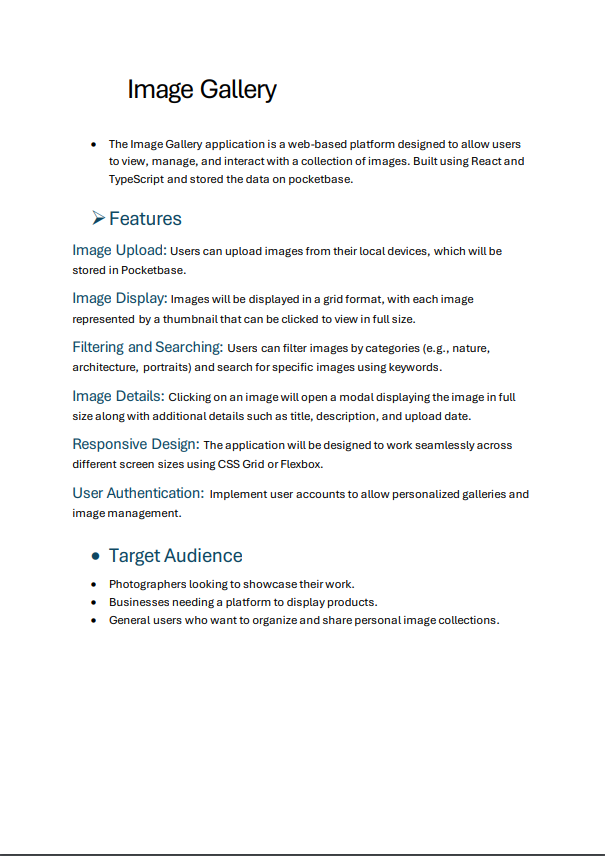 Image Gallery
• The Image Gallery application is a web-based platform designed to allow users
to view, manage, and interact with a collection of images. Built using React and
TypeScript and stored the data on pocketbase.
➢ Features
Image Upload: Users can upload images from their local devices, which will be
stored in Pocketbase.
Image Display: Images will be displayed in a grid format, with each image
represented by a thumbnail that can be clicked to view in full size.
Filtering and Searching: Users can filter images by categories (e.g., nature,
architecture, portraits) and search for specific images using keywords.
Image Details: Clicking on an image will open a modal displaying the image in full
size along with additional details such as title, description, and upload date.
Responsive Design: The application will be designed to work seamlessly across
different screen sizes using CSS Grid or Flexbox.
User Authentication: Implement user accounts to allow personalized galleries and
image management.
• Target Audience
• Photographers looking to showcase their work.
• Businesses needing a platform to display products.
• General users who want to organize and share personal image collections.